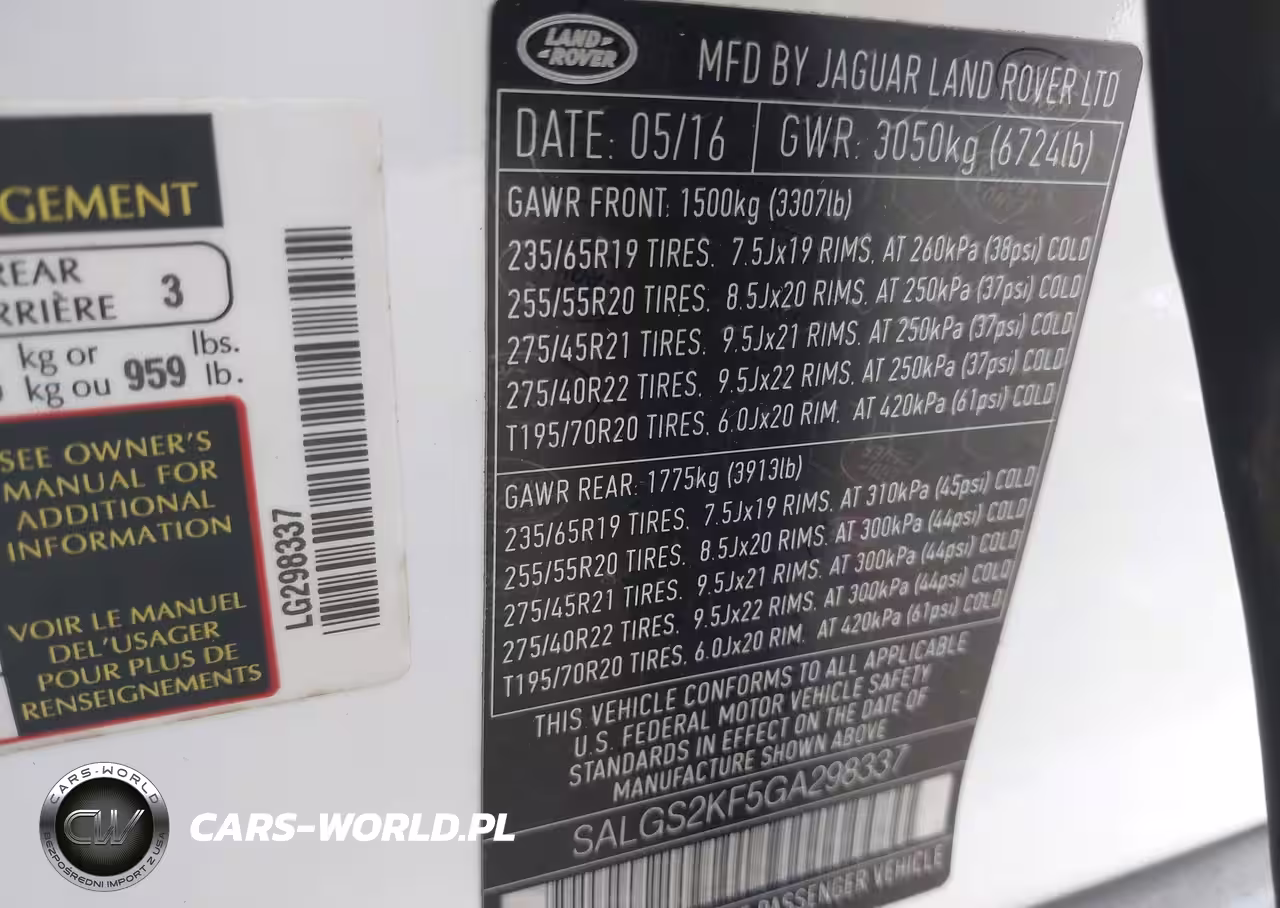 GEMENT
REAR
RRIÈRE 3
kg or lbs.
kg ou 959 lb.
SEE OWNER'S
MANUAL FOR
ADDITIONAL
INFORMATION
VOIR LE MANUEL
DEL'USAGER
POUR PLUS DE
RENSEIGNEMENTS
LG298337
LAND
ROVER
MFD BY JAGUAR LAND ROVER LTD
DATE: 05/16 GWR: 3050kg (6724lb)
GAWR FRONT: 1500kg (3307lb)
235/65R19 TIRES. 7.5Jx19 RIMS. AT 260kPa (38psi) COLD
255/55R20 TIRES. 8.5Jx20 RIMS. AT 250kPa (37psi) COLD
275/45R21 TIRES. 9.5Jx21 RIMS. AT 250kPa (37psi) COLD
275/40R22 TIRES. 9.5Jx22 RIMS. AT 250kPa (37psi) COLD
T195/70R20 TIRES. 6.0Jx20 RIM. AT 420kPa (61psi) COLD
GAWR REAR: 1775kg (3913lb)
235/65R19 TIRES. 7.5Jx19 RIMS. AT 310kPa (45psi) COLD
255/55R20 TIRES. 8.5Jx20 RIMS. AT 300kPa (44psi) COLD
275/45R21 TIRES. 9.5Jx21 RIMS. AT 300kPa (44psi) COLD
275/40R22 TIRES. 9.5Jx22 RIMS. AT 300kPa (44psi) COLD
T195/70R20 TIRES. 6.0Jx20 RIM. AT 420kPa (61psi) COLD
THIS VEHICLE CONFORMS TO ALL APPLICABLE
U.S. FEDERAL MOTOR VEHICLE SAFETY
STANDARDS IN EFFECT ON THE DATE OF
MANUFACTURE SHOWN ABOVE
SALGS2KF5GA298337
PASSENGER VEHICLE
CARS-WORLD
CW
BEZPOŚREDNI IMPORT Z USA
CARS-WORLD.PL